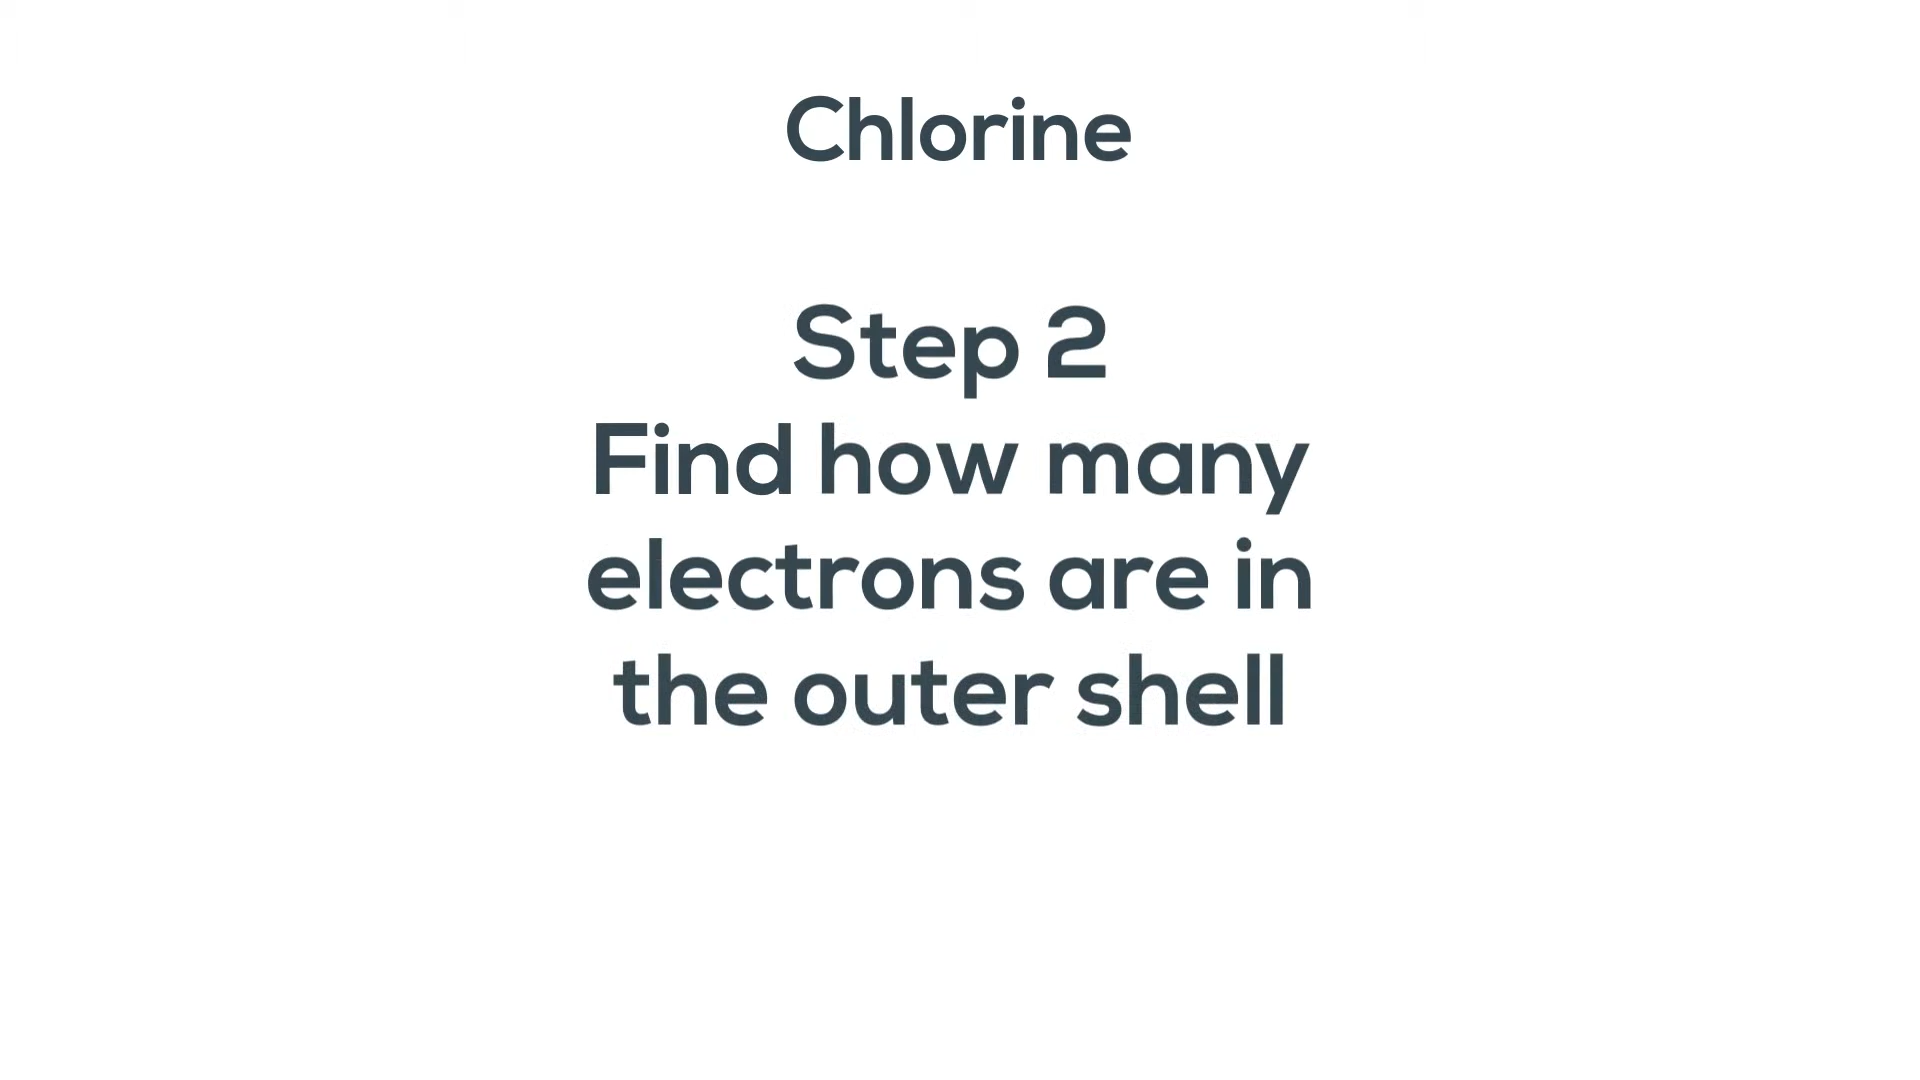 Chlorine
Step 2
Find how many
electrons are in
the outer shell